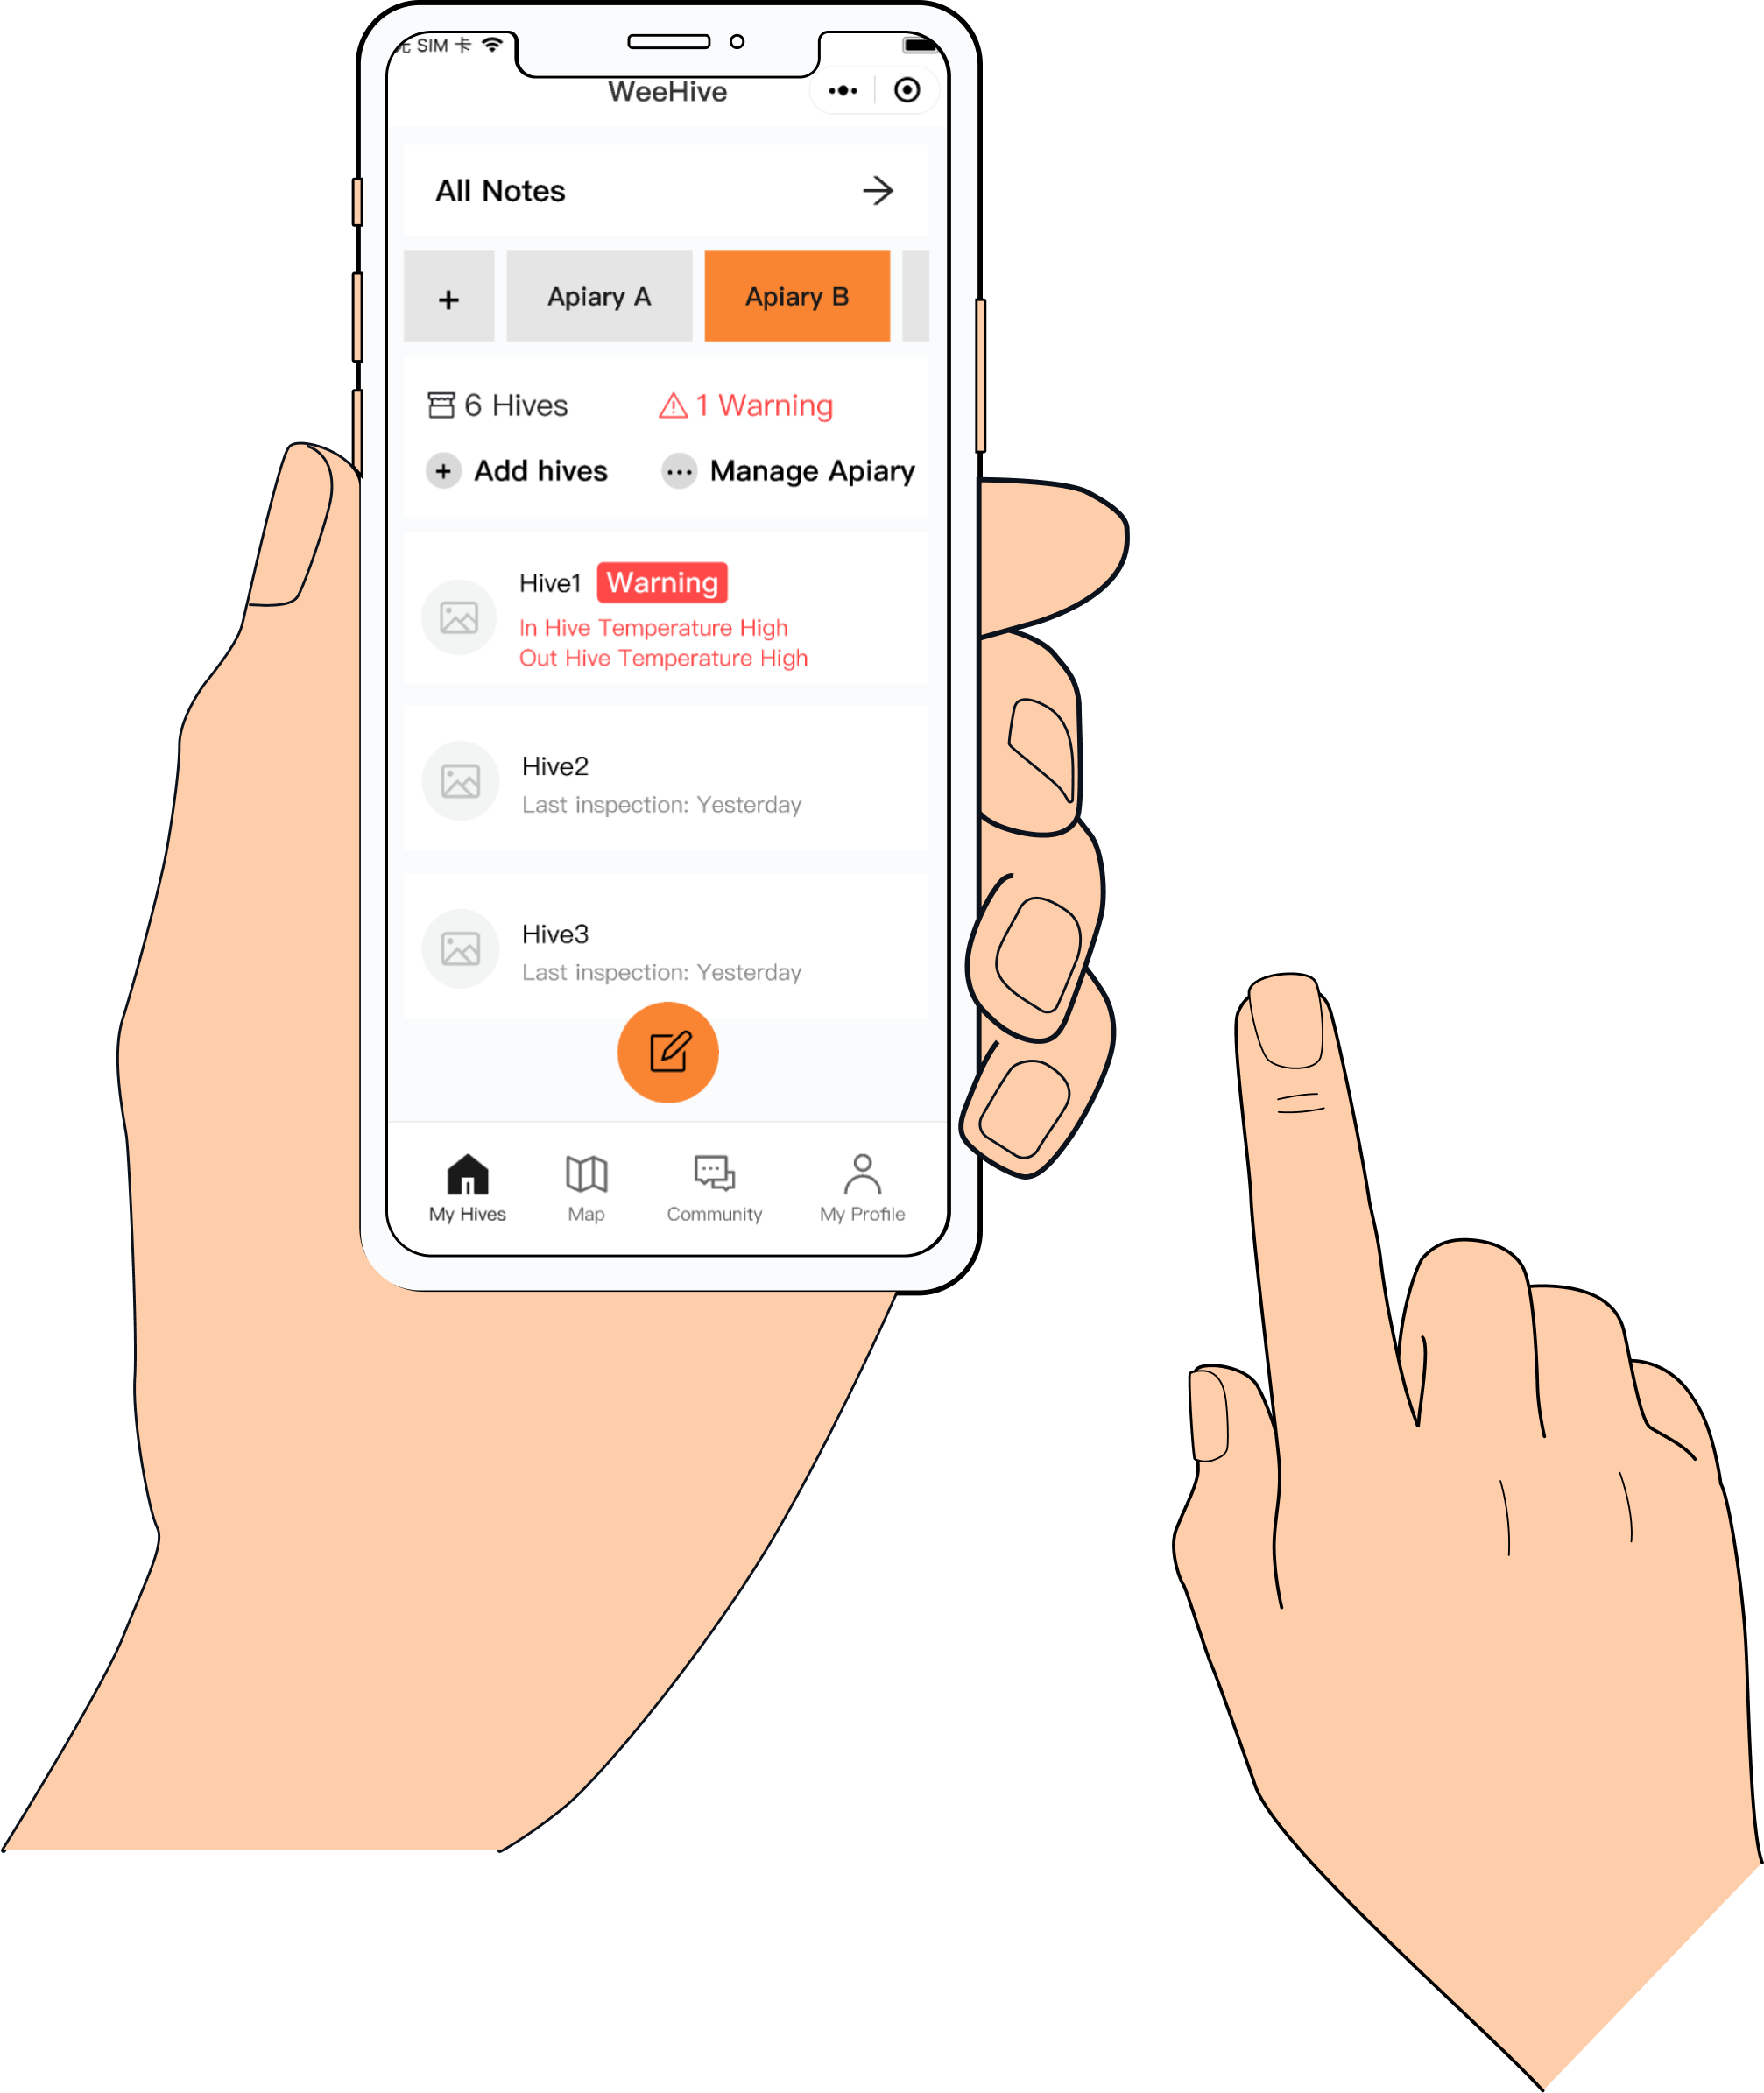 SIM 卡
WeeHive
All Notes
+ Apiary A Apiary B
6 Hives 1 Warning
+ Add hives ... Manage Apiary
Hive1 Warning
In Hive Temperature High
Out Hive Temperature High
Hive2
Last inspection: Yesterday
Hive3
Last inspection: Yesterday
My Hives Map Community My Profile